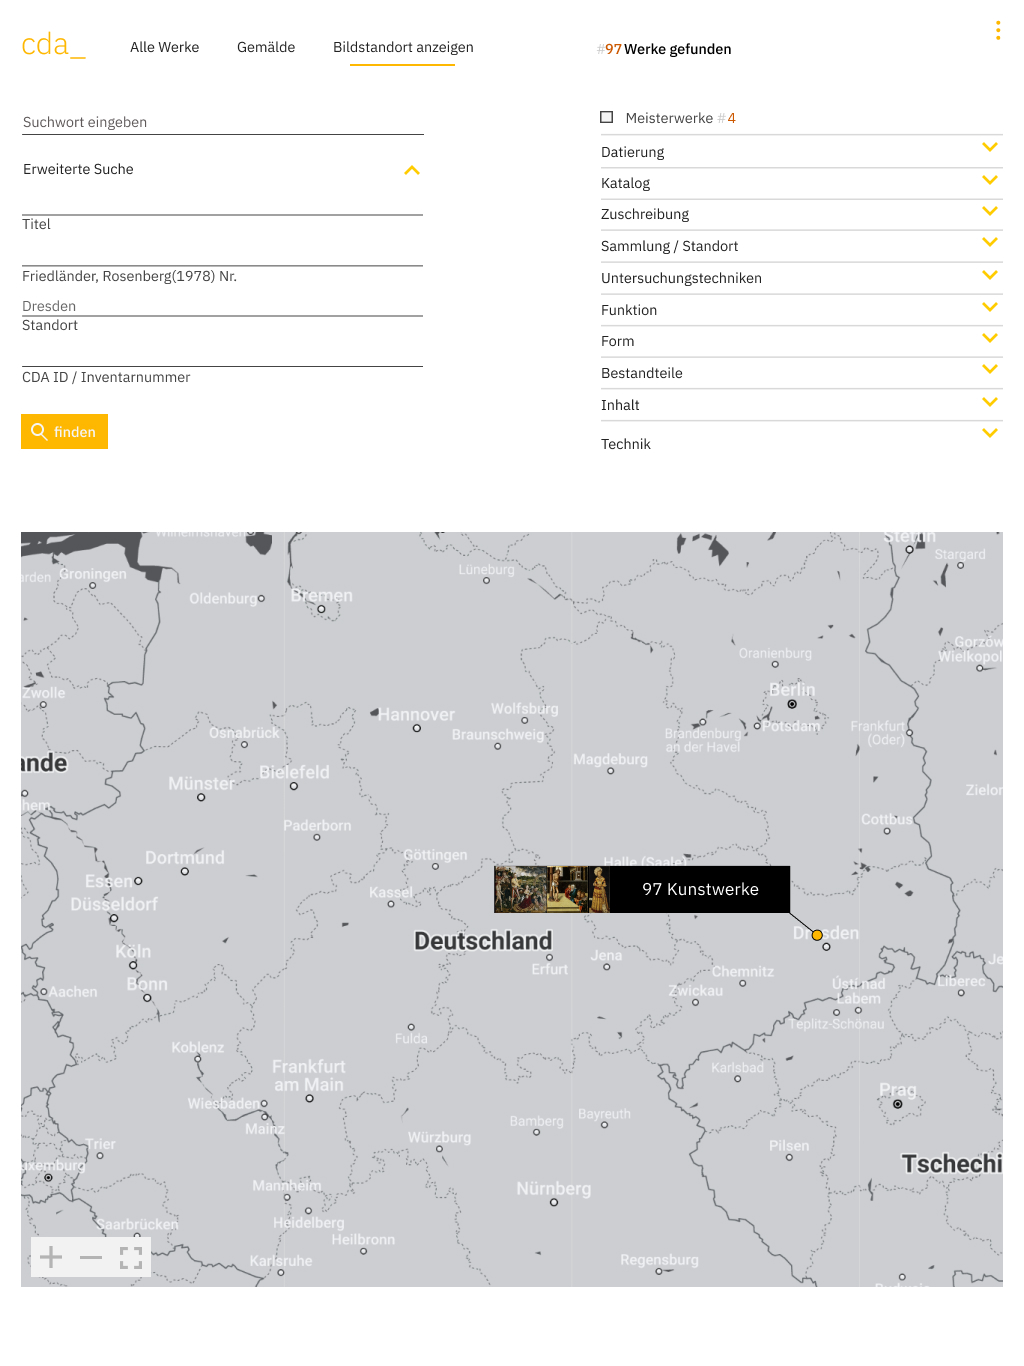 cda_
Alle Werke
Gemälde
Bildstandort anzeigen
#97 Werke gefunden
Suchwort eingeben
Erweiterte Suche
Titel
Friedländer, Rosenberg(1978) Nr.
Dresden
Standort
CDA ID / Inventarnummer
finden
Meisterwerke #4
Datierung
Katalog
Zuschreibung
Sammlung / Standort
Untersuchungstechniken
Funktion
Form
Bestandteile
Inhalt
Technik
Wilhelmshaven
Stettin
Stargard
Groningen
Lüneburg
Oldenburg
Bremen
Gorzów
Wielkopol
Oranienburg
Zwolle
Berlin
Hannover
Wolfsburg
Potsdam
Frankfurt
(Oder)
Brandenburg
an der Havel
Osnabrück
Braunschweig
ande
Magdeburg
Bielefeld
Münster
Zielor
hem
Paderborn
Cottbus
Dortmund
Göttingen
Halle (Saale)
Essen
97 Kunstwerke
Kassel
Düsseldorf
Dresden
Deutschland
Köln
Jena
Erfurt
Chemnitz
Liberec
Bonn
Aachen
Zwickau
Ústí nad
Labem
Teplitz-Schönau
Fulda
Koblenz
Frankfurt
am Main
Karlsbad
Prag
Wiesbaden
Mainz
Bamberg
Bayreuth
Würzburg
Trier
Pilsen
uxemburg
Tschechi
Mannheim
Nürnberg
Saarbrücken
Heidelberg
Heilbronn
Karlsruhe
Regensburg